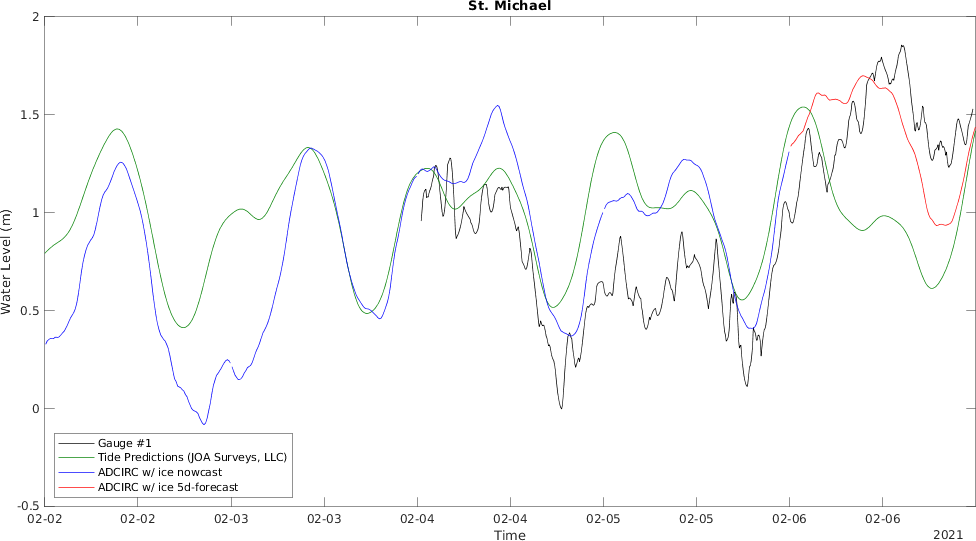 St. Michael
Water Level (m)
2
1.5
1
0.5
0
-0.5
Gauge #1
Tide Predictions (JOA Surveys, LLC)
ADCIRC w/ ice nowcast
ADCIRC w/ ice 5d-forecast
02-02 02-02 02-03 02-03 02-04 02-04 02-05 02-05 02-06 02-06
Time
2021